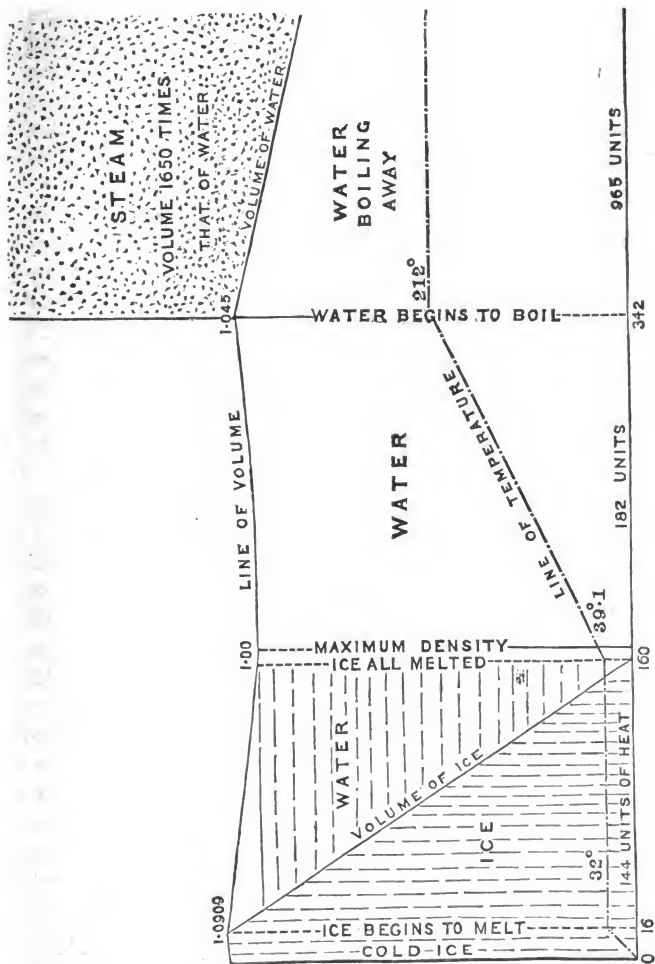 STEAM
VOLUME 1650 TIMES
THAT OF WATER
VOLUME OF WATER
WATER
BOILING
AWAY
212°
965 UNITS
1·045
WATER BEGINS TO BOIL
342
LINE OF VOLUME
WATER
LINE OF TEMPERATURE
182 UNITS
39·1
1·00
MAXIMUM DENSITY
ICE ALL MELTED
160
WATER
VOLUME OF ICE
ICE
32°
144 UNITS OF HEAT
1·0909
ICE BEGINS TO MELT
16
COLD-ICE
0